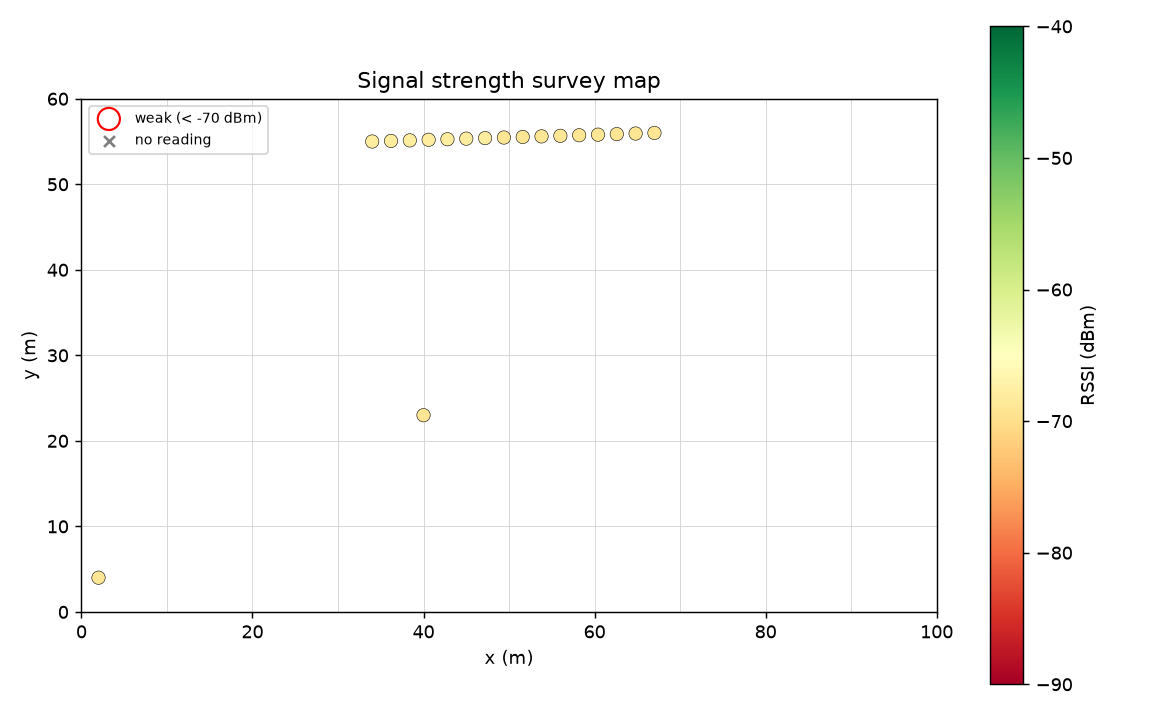 Signal strength survey map
weak (< -70 dBm)
no reading
60
50
40
30
20
10
0
y (m)
0 20 40 60 80 100
x (m)
−40
−50
−60
−70
−80
−90
RSSI (dBm)